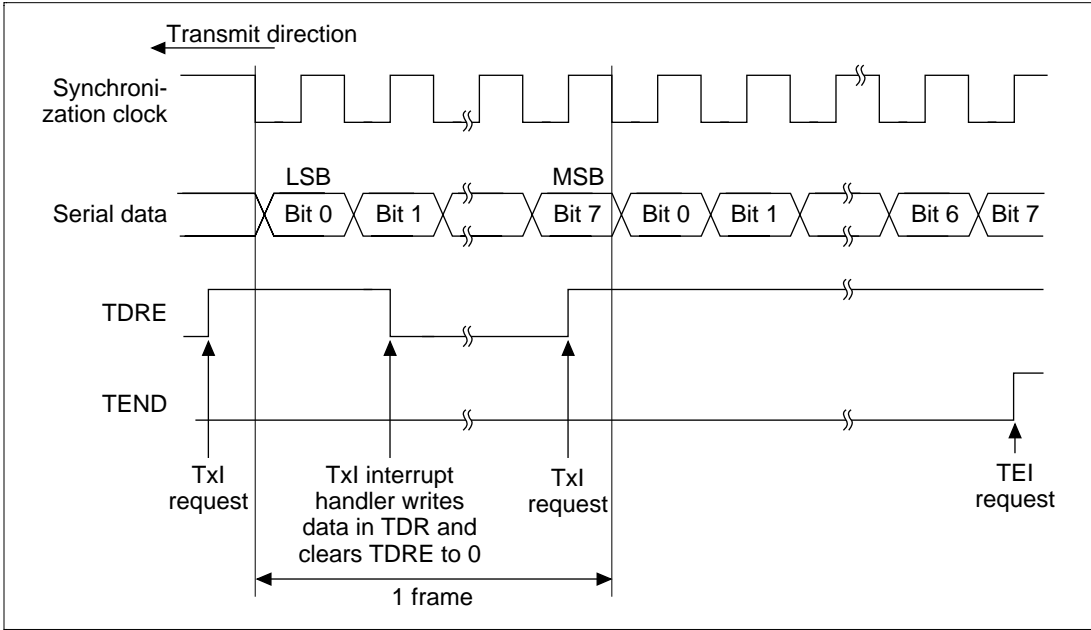 Transmit direction
Synchroni-
zation clock
LSB
MSB
Serial data
Bit 0
Bit 1
Bit 7
Bit 0
Bit 1
Bit 6
Bit 7
TDRE
TEND
TxI
request
TxI interrupt
handler writes
data in TDR and
clears TDRE to 0
TxI
request
TEI
request
1 frame